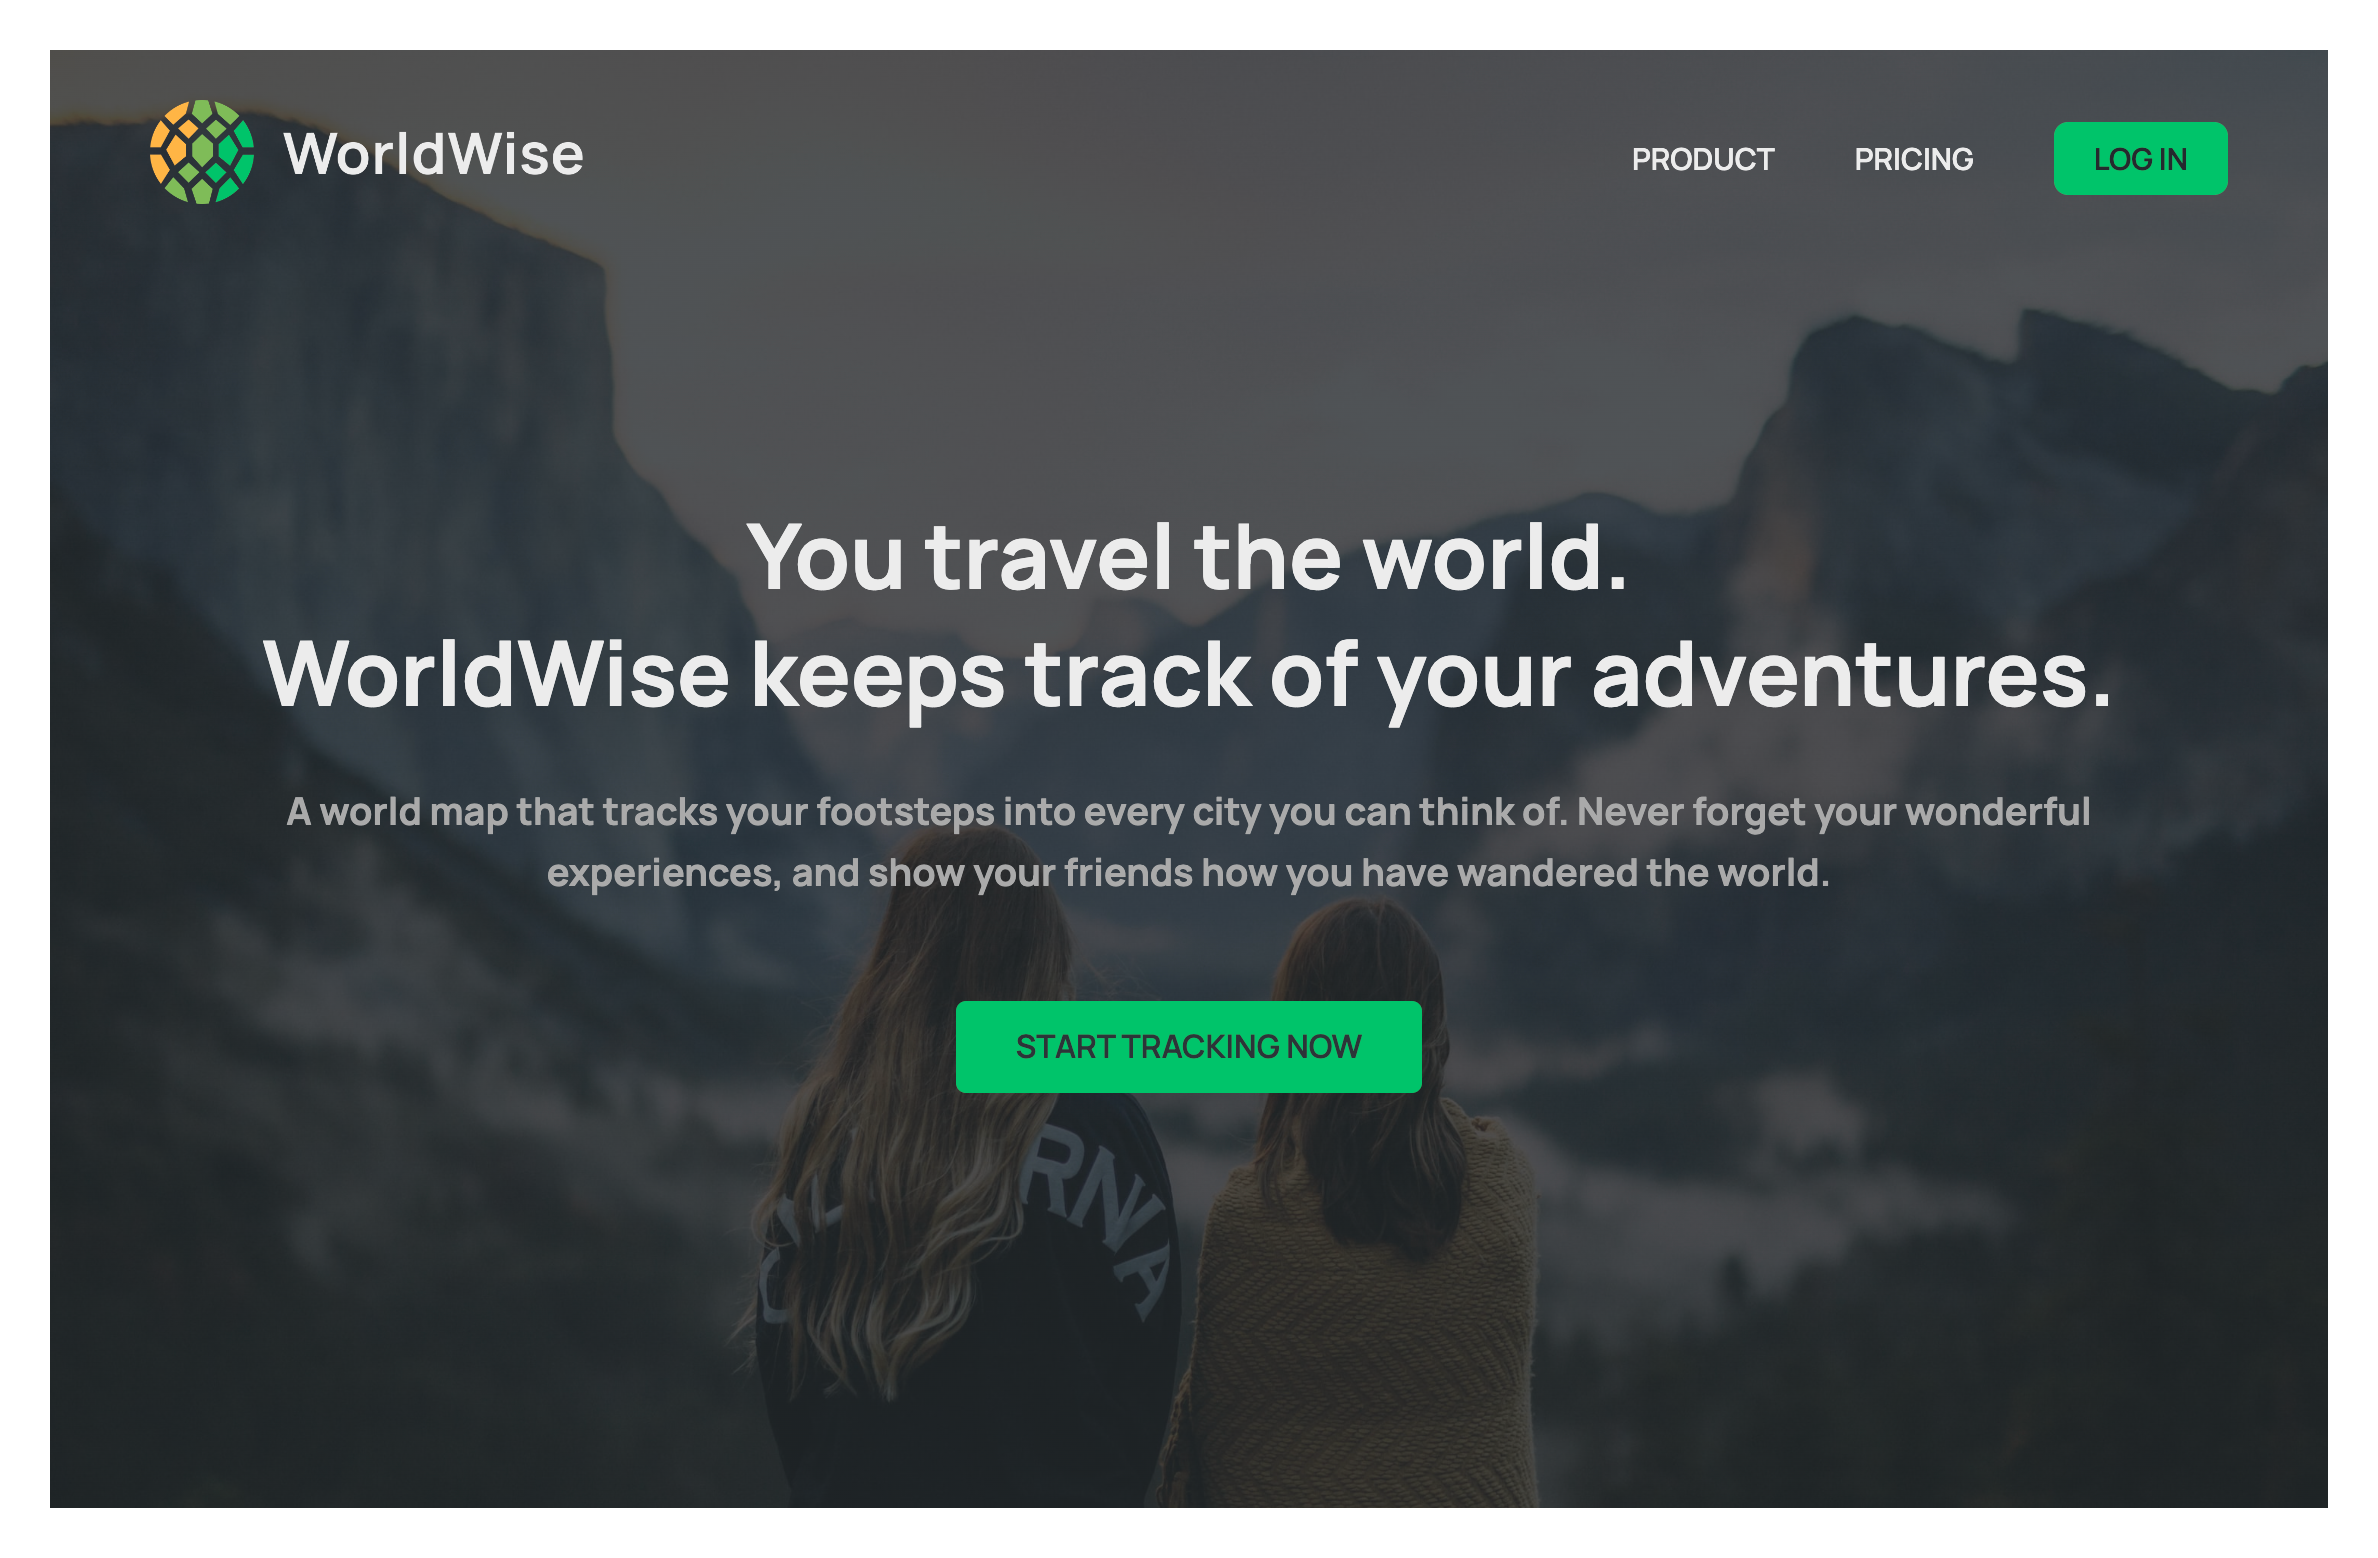 WorldWise
PRODUCT
PRICING
LOG IN
You travel the world.
WorldWise keeps track of your adventures.
A world map that tracks your footsteps into every city you can think of. Never forget your wonderful
experiences, and show your friends how you have wandered the world.
START TRACKING NOW